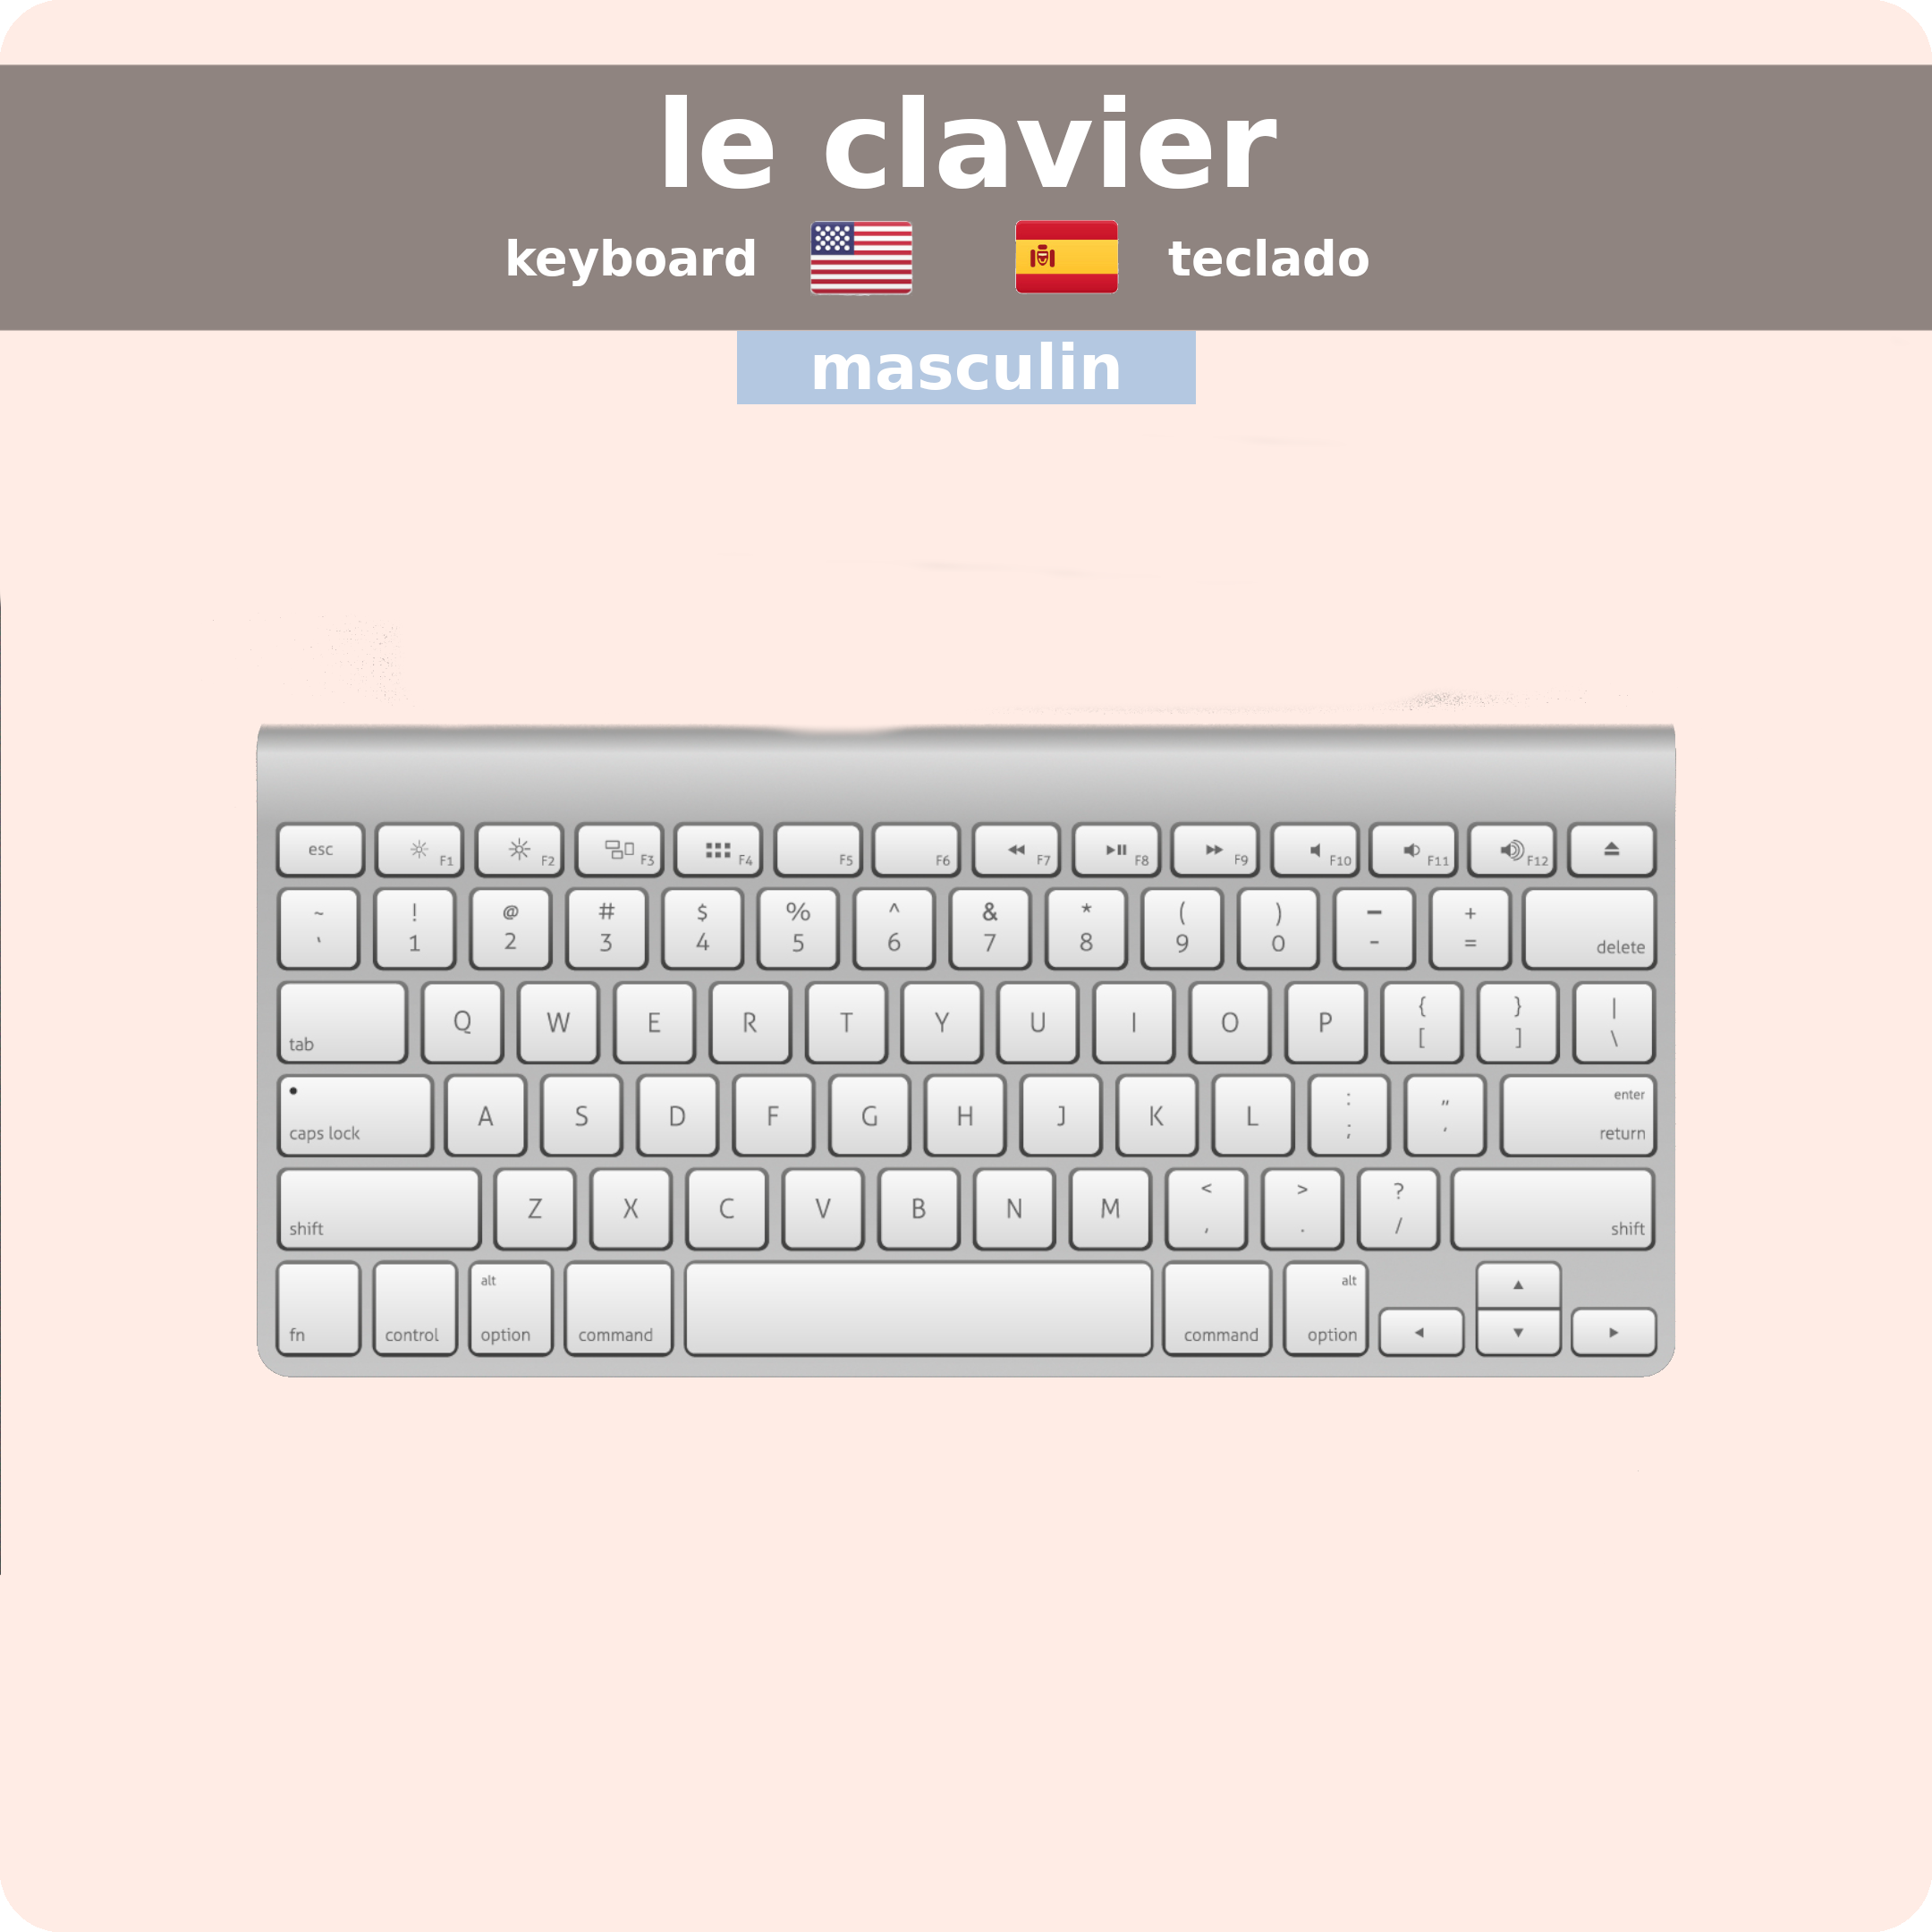 le clavier
keyboard teclado
masculin
esc F1 F2 F3 F4 F5 F6 F7 F8 F9 F10 F11 F12
~ ! @ # $ % ^ & * ( ) – +
` 1 2 3 4 5 6 7 8 9 0 - = delete
tab Q W E R T Y U I O P { [ } ] | \
caps lock A S D F G H J K L : ; " ' enter return
shift Z X C V B N M < , > . ? / shift
alt alt
fn control option command command option